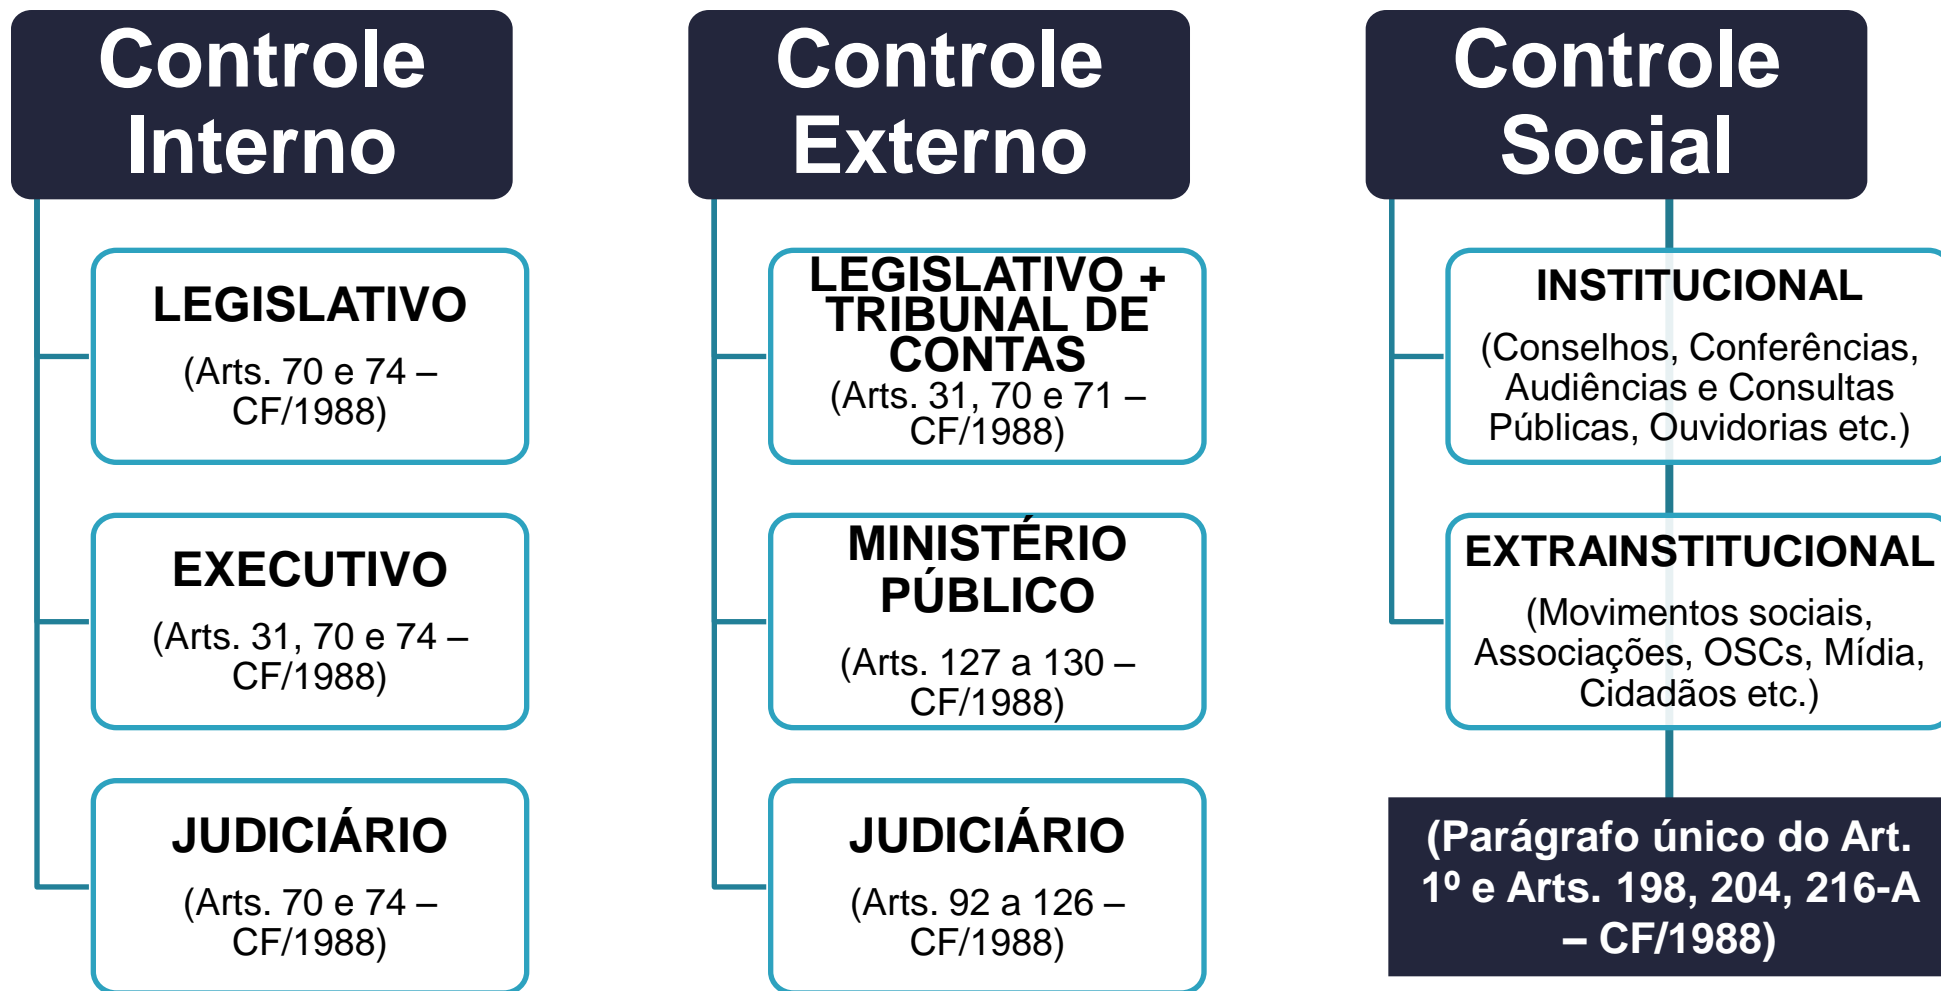 Controle
Interno
LEGISLATIVO
(Arts. 70 e 74 –
CF/1988)
EXECUTIVO
(Arts. 31, 70 e 74 –
CF/1988)
JUDICIÁRIO
(Arts. 70 e 74 –
CF/1988)
Controle
Externo
LEGISLATIVO +
TRIBUNAL DE
CONTAS
(Arts. 31, 70 e 71 –
CF/1988)
MINISTÉRIO
PÚBLICO
(Arts. 127 a 130 –
CF/1988)
JUDICIÁRIO
(Arts. 92 a 126 –
CF/1988)
Controle
Social
INSTITUCIONAL
(Conselhos, Conferências,
Audiências e Consultas
Públicas, Ouvidorias etc.)
EXTRAINSTITUCIONAL
(Movimentos sociais,
Associações, OSCs, Mídia,
Cidadãos etc.)
(Parágrafo único do Art.
1º e Arts. 198, 204, 216-A
– CF/1988)